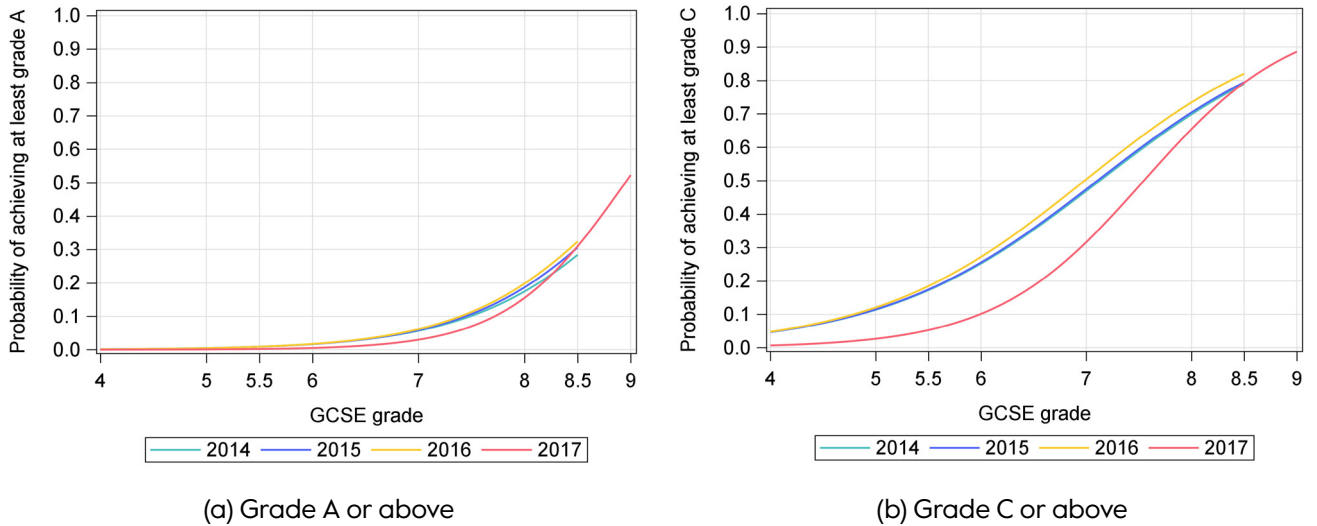 Probability of achieving at least grade A
1.0
0.9
0.8
0.7
0.6
0.5
0.4
0.3
0.2
0.1
0.0
4 5 5.5 6 7 8 8.5 9
GCSE grade
2014 2015 2016 2017
(a) Grade A or above
Probability of achieving at least grade C
1.0
0.9
0.8
0.7
0.6
0.5
0.4
0.3
0.2
0.1
0.0
4 5 5.5 6 7 8 8.5 9
GCSE grade
2014 2015 2016 2017
(b) Grade C or above